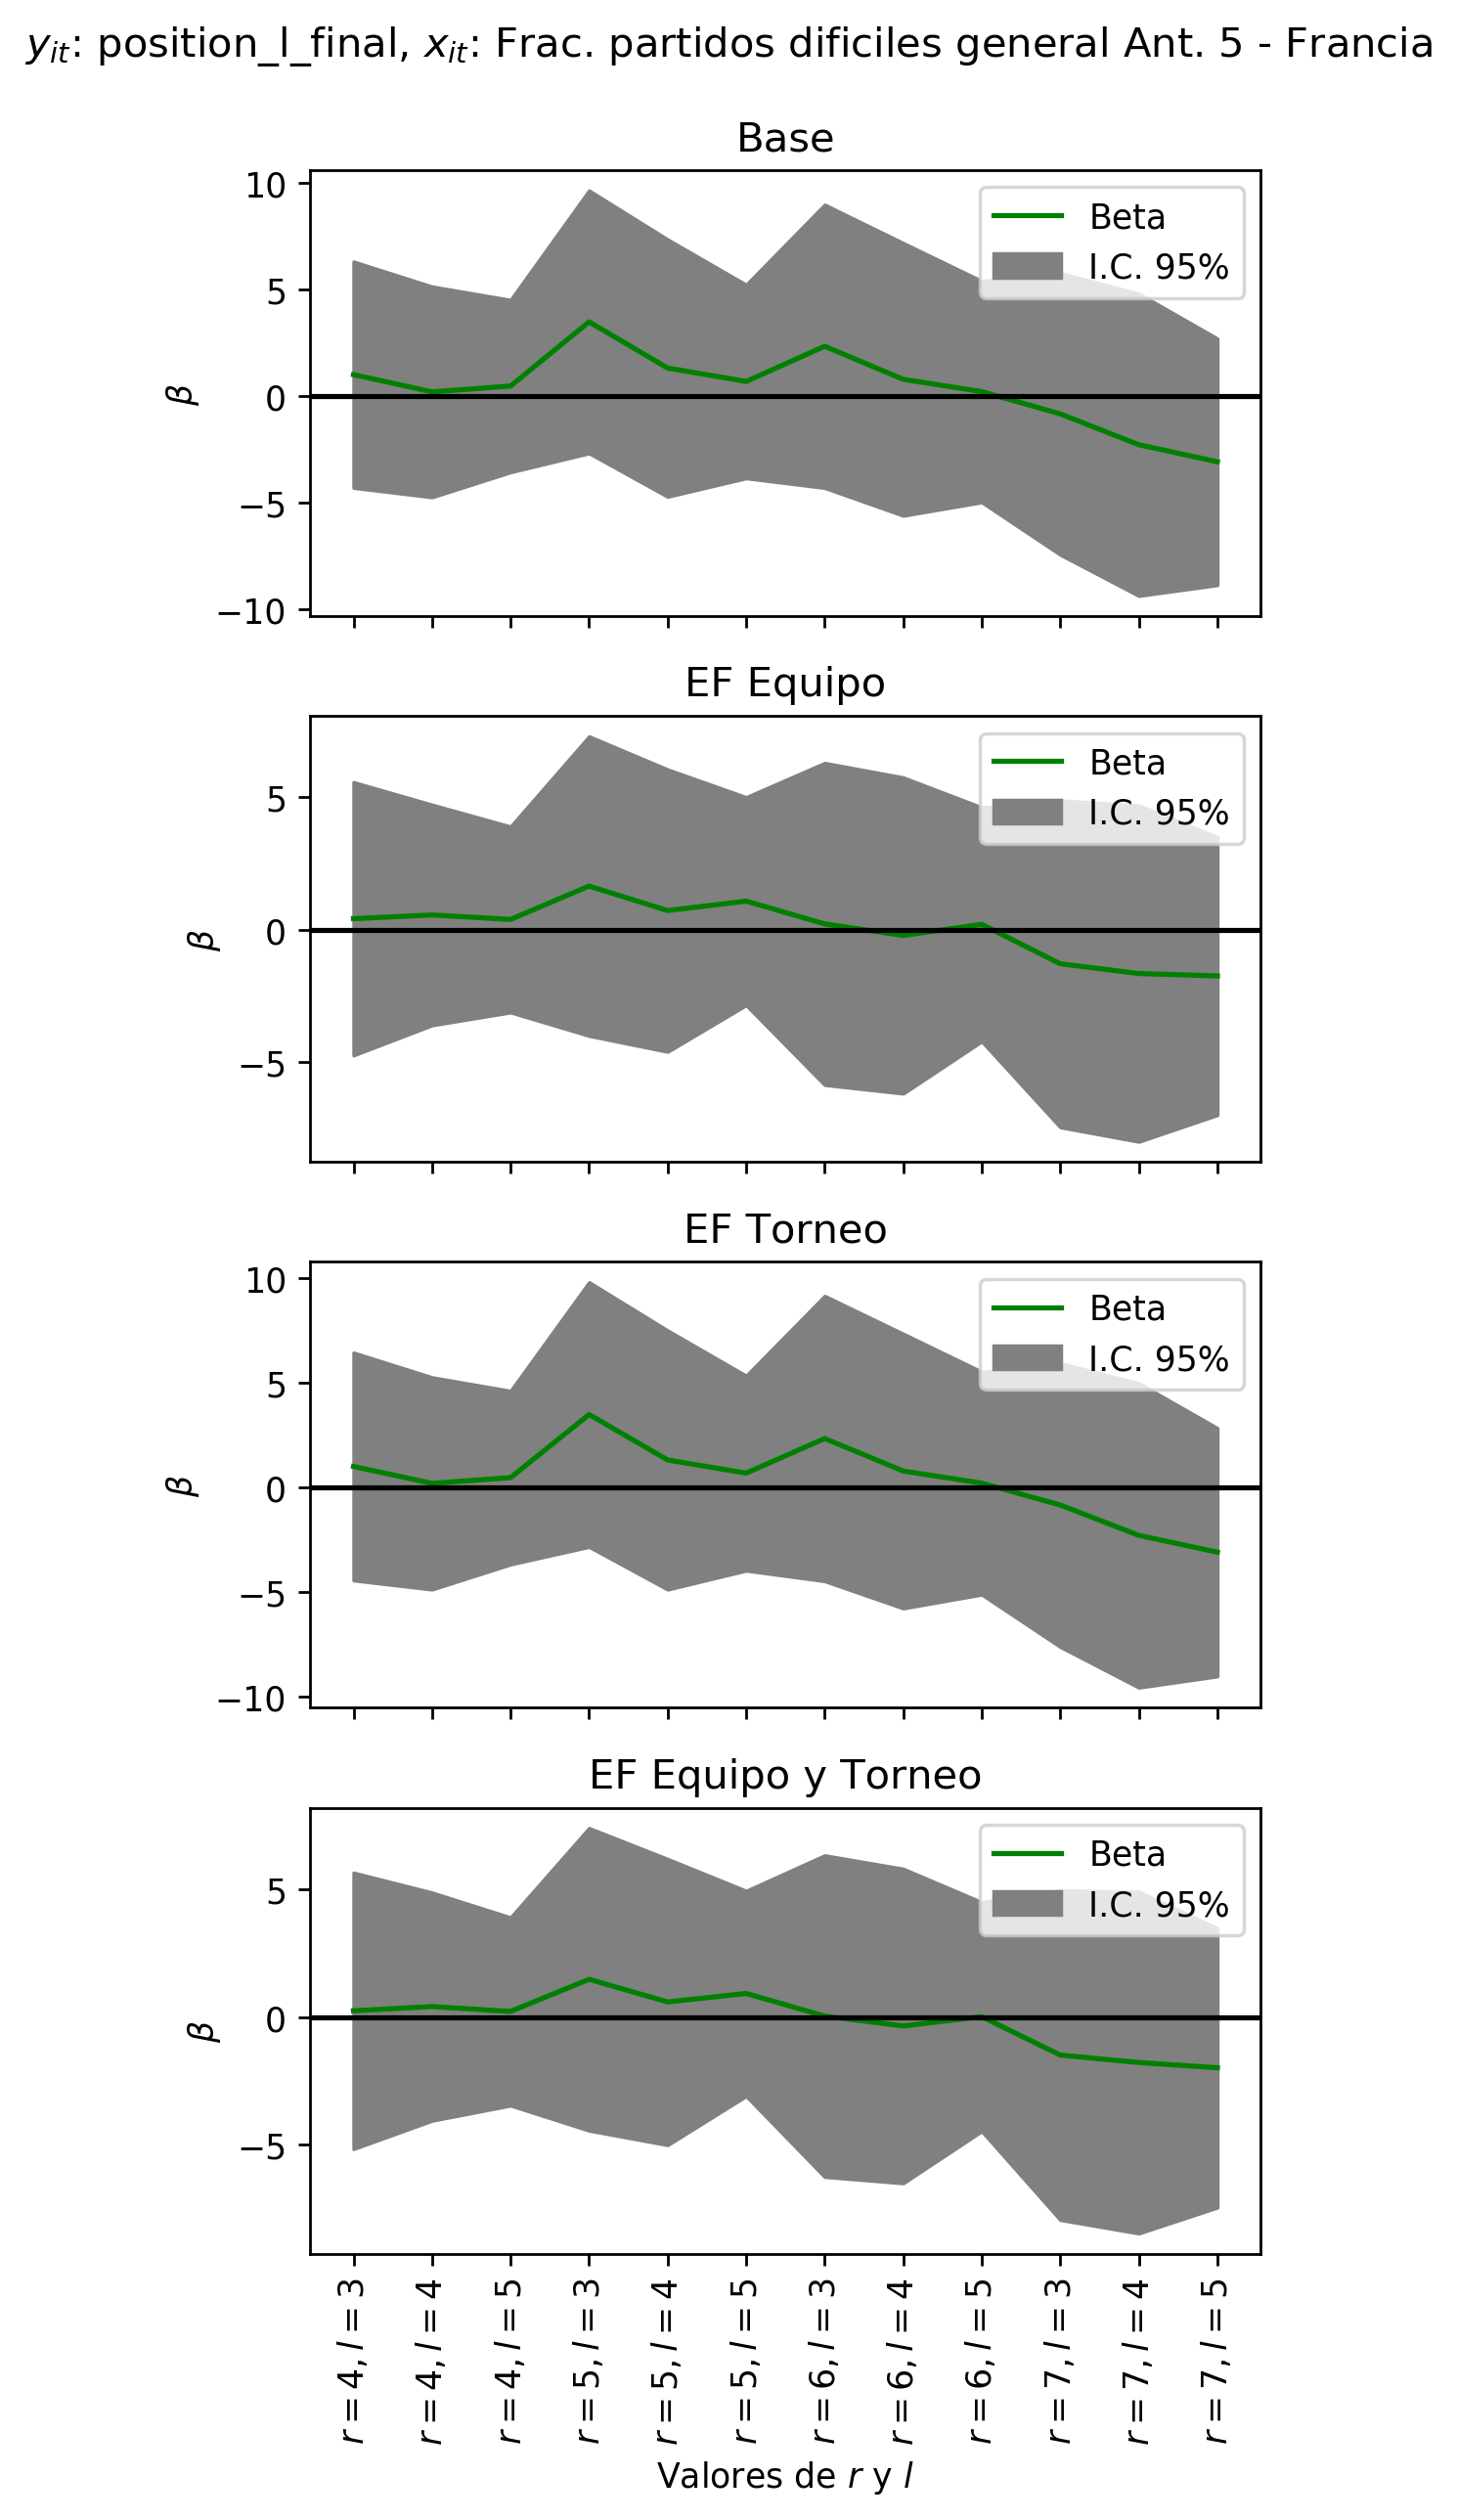 y_it: position_l_final, x_it: Frac. partidos dificiles general Ant. 5 - Francia
Base
10
5
0
−5
−10
β
Beta
I.C. 95%
EF Equipo
5
0
−5
β
Beta
I.C. 95%
EF Torneo
10
5
0
−5
−10
β
Beta
I.C. 95%
EF Equipo y Torneo
5
0
−5
β
Beta
I.C. 95%
r = 4, l = 3
r = 4, l = 4
r = 4, l = 5
r = 5, l = 3
r = 5, l = 4
r = 5, l = 5
r = 6, l = 3
r = 6, l = 4
r = 6, l = 5
r = 7, l = 3
r = 7, l = 4
r = 7, l = 5
Valores de r y l